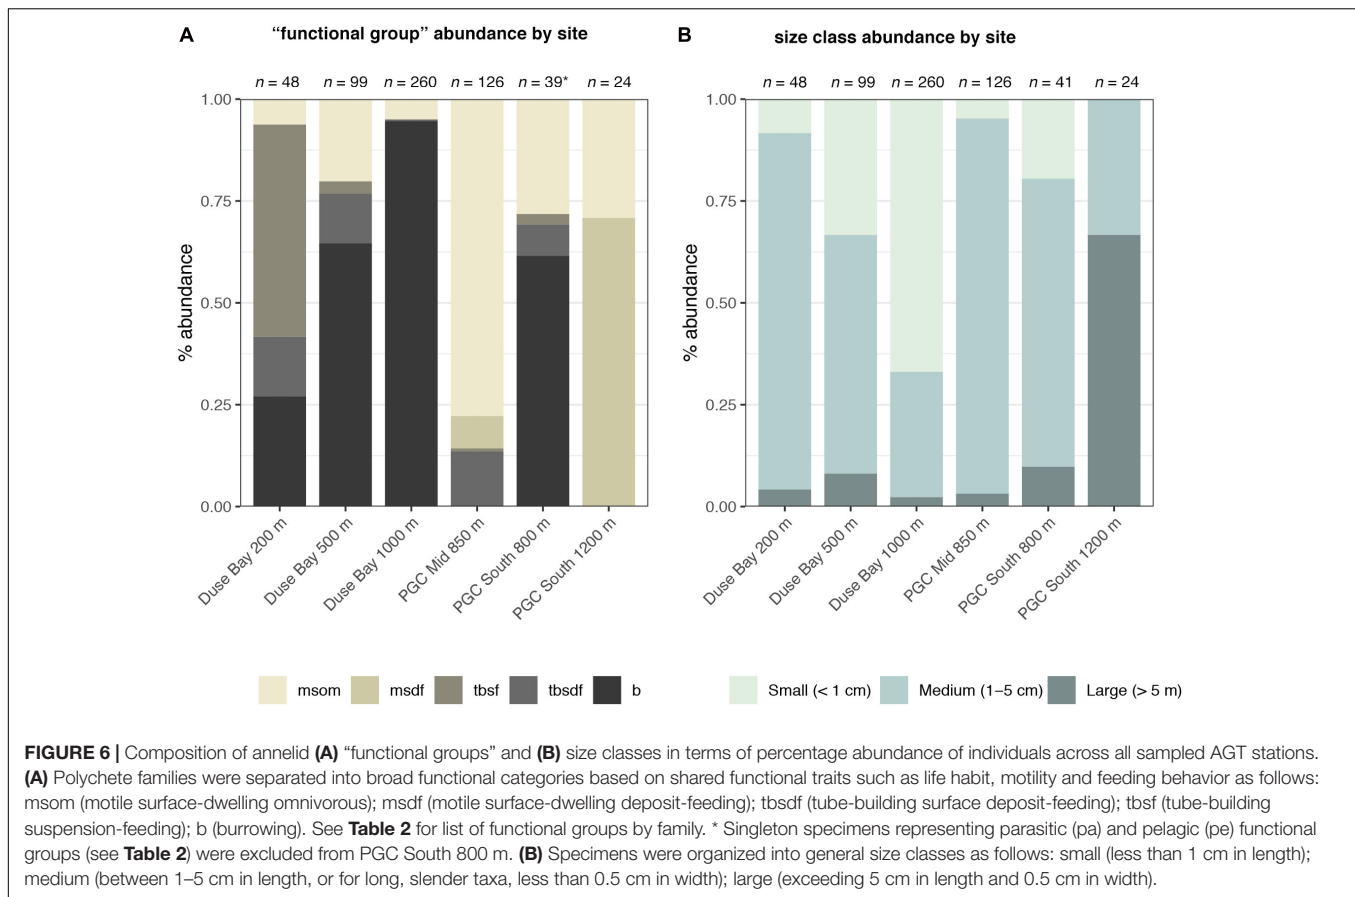 A "functional group" abundance by site
n = 48 n = 99 n = 260 n = 126 n = 39* n = 24
% abundance
1.00
0.75
0.50
0.25
0.00
Duse Bay 200 m
Duse Bay 500 m
Duse Bay 1000 m
PGC Mid 850 m
PGC South 800 m
PGC South 1200 m
msom msdf tbsf tbsdf b
B size class abundance by site
n = 48 n = 99 n = 260 n = 126 n = 41 n = 24
% abundance
1.00
0.75
0.50
0.25
0.00
Duse Bay 200 m
Duse Bay 500 m
Duse Bay 1000 m
PGC Mid 850 m
PGC South 800 m
PGC South 1200 m
Small (< 1 cm) Medium (1–5 cm) Large (> 5 m)
FIGURE 6 | Composition of annelid (A) "functional groups" and (B) size classes in terms of percentage abundance of individuals across all sampled AGT stations.
(A) Polychete families were separated into broad functional categories based on shared functional traits such as life habit, motility and feeding behavior as follows:
msom (motile surface-dwelling omnivorous); msdf (motile surface-dwelling deposit-feeding); tbsdf (tube-building surface deposit-feeding); tbsf (tube-building
suspension-feeding); b (burrowing). See Table 2 for list of functional groups by family. * Singleton specimens representing parasitic (pa) and pelagic (pe) functional
groups (see Table 2) were excluded from PGC South 800 m. (B) Specimens were organized into general size classes as follows: small (less than 1 cm in length);
medium (between 1–5 cm in length, or for long, slender taxa, less than 0.5 cm in width); large (exceeding 5 cm in length and 0.5 cm in width).